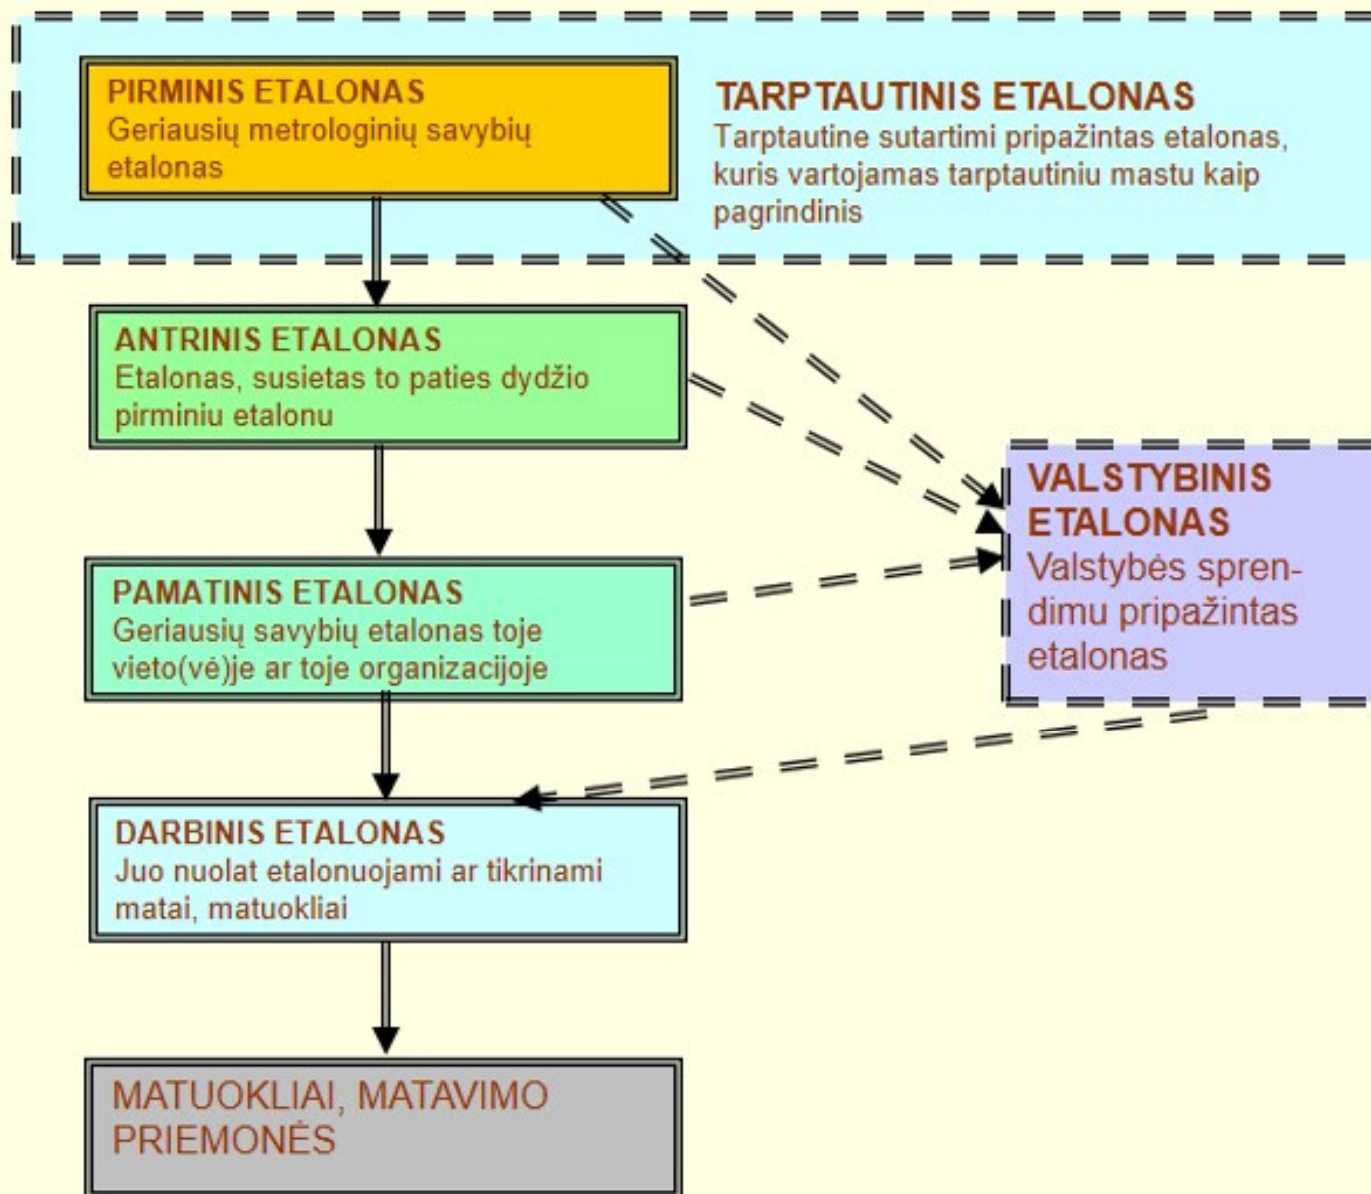 PIRMINIS ETALONAS
Geriausių metrologinių savybių
etalonas
TARPTAUTINIS ETALONAS
Tarptautine sutartimi pripažintas etalonas,
kuris vartojamas tarptautiniu mastu kaip
pagrindinis
ANTRINIS ETALONAS
Etalonas, susietas to paties dydžio
pirminiu etalonu
VALSTYBINIS
ETALONAS
Valstybės spren-
dimu pripažintas
etalonas
PAMATINIS ETALONAS
Geriausių savybių etalonas toje
vieto(vė)je ar toje organizacijoje
DARBINIS ETALONAS
Juo nuolat etalonuojami ar tikrinami
matai, matuokliai
MATUOKLIAI, MATAVIMO
PRIEMONĖS